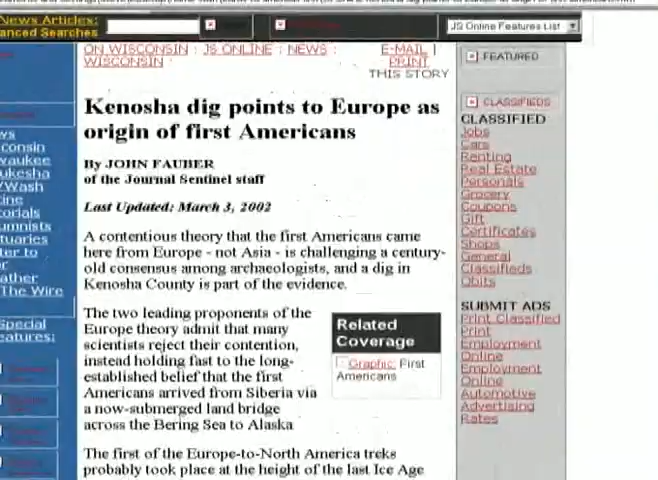 News Articles:
anced Searches
JS Online Features List
ON WISCONSIN : JS ONLINE : NEWS :
WISCONSIN :
E-MAIL |
PRINT
THIS STORY
Kenosha dig points to Europe as
origin of first Americans
By JOHN FAUBER
of the Journal Sentinel staff
Last Updated: March 3, 2002
A contentious theory that the first Americans came
here from Europe - not Asia - is challenging a century-
old consensus among archaeologists, and a dig in
Kenosha County is part of the evidence.
The two leading proponents of the
Europe theory admit that many
scientists reject their contention,
instead holding fast to the long-
established belief that the first
Americans arrived from Siberia via
a now-submerged land bridge
across the Bering Sea to Alaska
The first of the Europe-to-North America treks
probably took place at the height of the last Ice Age
Related
Coverage
Graphic: First
Americans
FEATURED
CLASSIFIEDS
CLASSIFIED
Jobs
Cars
Renting
Real Estate
Personals
Grocery
Coupons
Gift
Certificates
Shops
General
Classifieds
Obits
SUBMIT ADS
Print Classified
Print
Employment
Online
Employment
Online
Automotive
Advertising
Rates
ws
consin
waukee
ukesha
/Wash
ine
orials
umnists
tuaries
ter to
or
ather
The Wire
Special
eatures: